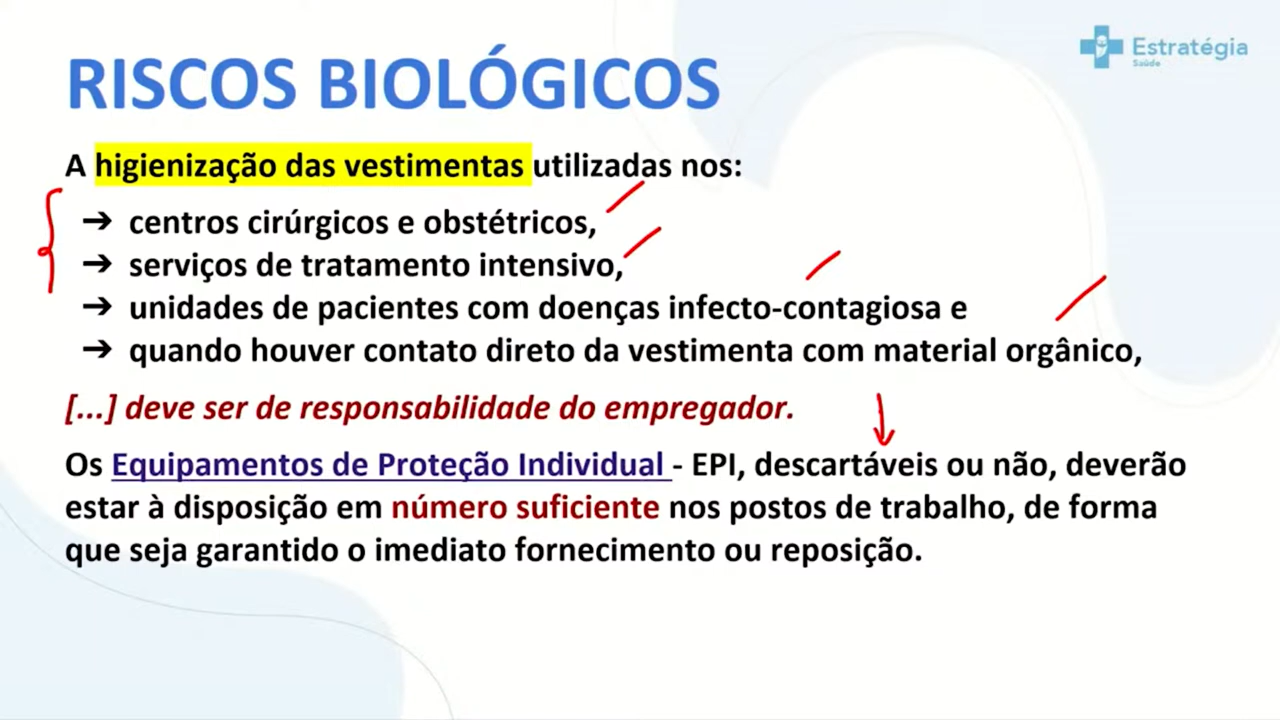 Estratégia
Saúde
RISCOS BIOLÓGICOS
A higienização das vestimentas utilizadas nos:
➔ centros cirúrgicos e obstétricos,
➔ serviços de tratamento intensivo,
➔ unidades de pacientes com doenças infecto-contagiosa e
➔ quando houver contato direto da vestimenta com material orgânico,
[...] deve ser de responsabilidade do empregador.
Os Equipamentos de Proteção Individual - EPI, descartáveis ou não, deverão
estar à disposição em número suficiente nos postos de trabalho, de forma
que seja garantido o imediato fornecimento ou reposição.